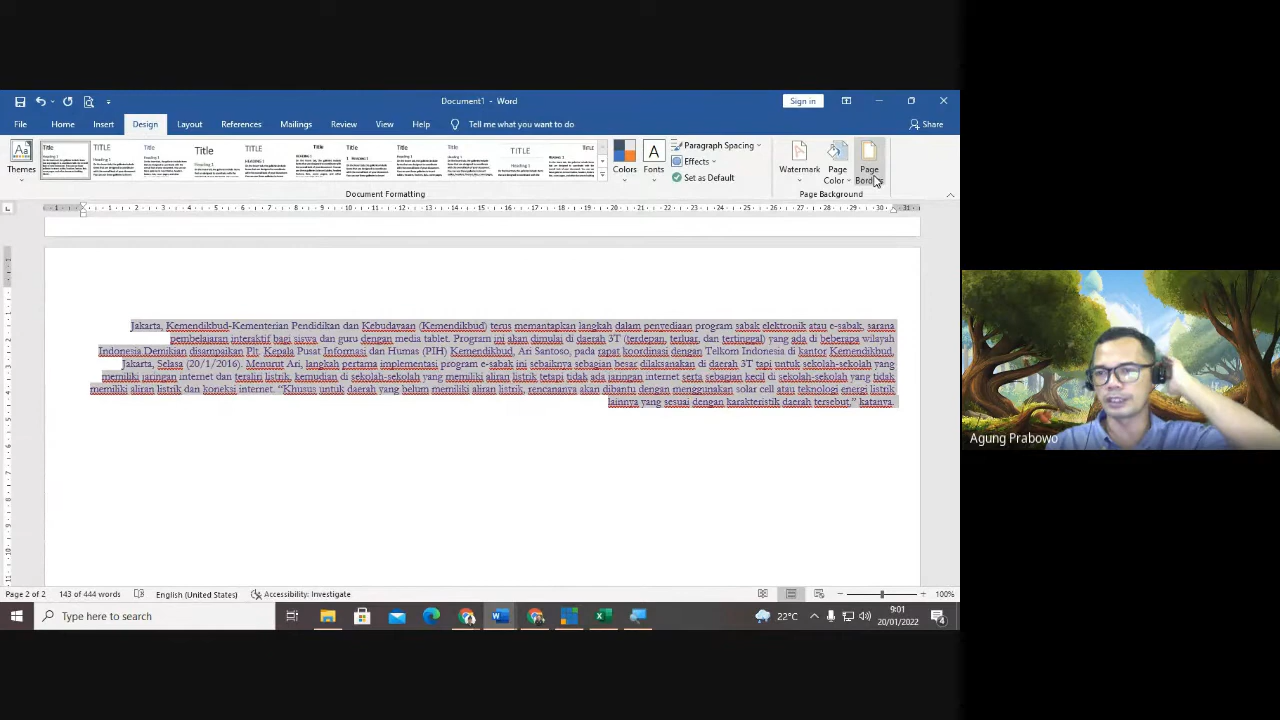 Document1 - Word
Sign in
File Home Insert Design Layout References Mailings Review View Help Tell me what you want to do Share
Themes
Colors
Fonts
Paragraph Spacing
Effects
Set as Default
Watermark
Page Color
Page Borders
Document Formatting
Page Background
Jakarta, Kemendikbud-Kementerian Pendidikan dan Kebudayaan (Kemendikbud) terus memantapkan langkah dalam penyediaan program sabak elektronik atau e-sabak, sarana
pembelajaran interaktif bagi siswa dan guru dengan media tablet. Program ini akan dimulai di daerah 3T (terdepan, terluar, dan tertinggal) yang ada di beberapa wilayah
Indonesia.Demikian disampaikan Plt. Kepala Pusat Informasi dan Humas (PIH) Kemendikbud, Ari Santoso, pada rapat koordinasi dengan Telkom Indonesia di kantor Kemendikbud,
Jakarta, Selasa (20/1/2016). Menurut Ari, langkah pertama implementasi program e-sabak ini sebaiknya sebagian besar dilaksanakan di daerah 3T tapi untuk sekolah-sekolah yang
memiliki jaringan internet dan teraliri listrik, kemudian di sekolah-sekolah yang memiliki aliran listrik tetapi tidak ada jaringan internet serta sebagian kecil di sekolah-sekolah yang tidak
memiliki aliran listrik dan koneksi internet. “Khusus untuk daerah yang belum memiliki aliran listrik, rencananya akan dibantu dengan menggunakan solar cell atau teknologi energi listrik
lainnya yang sesuai dengan karakteristik daerah tersebut,” katanya.
Agung Prabowo
Page 2 of 2 143 of 444 words English (United States) Accessibility: Investigate 100%
Type here to search
22°C
9:01
20/01/2022
4